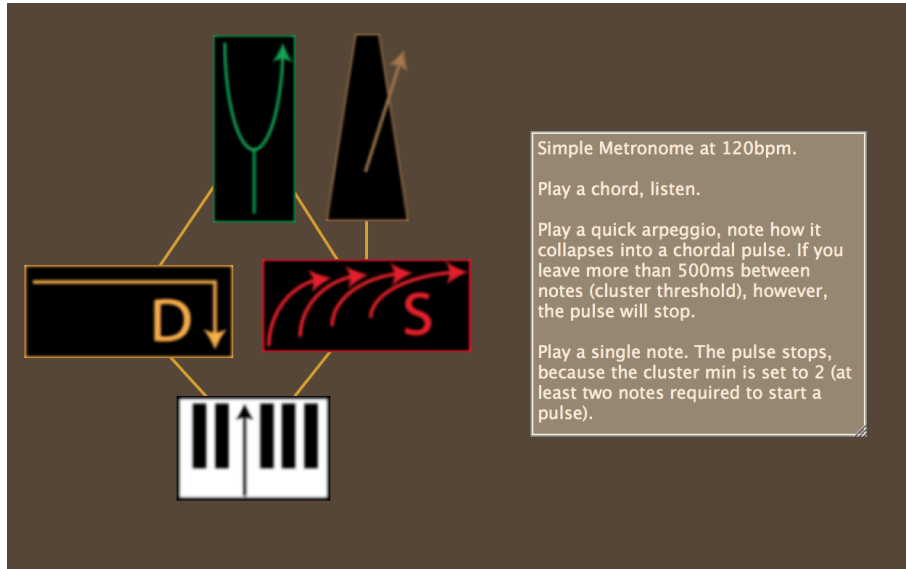 D
S
Simple Metronome at 120bpm.
Play a chord, listen.
Play a quick arpeggio, note how it
collapses into a chordal pulse. If you
leave more than 500ms between
notes (cluster threshold), however,
the pulse will stop.
Play a single note. The pulse stops,
because the cluster min is set to 2 (at
least two notes required to start a
pulse).